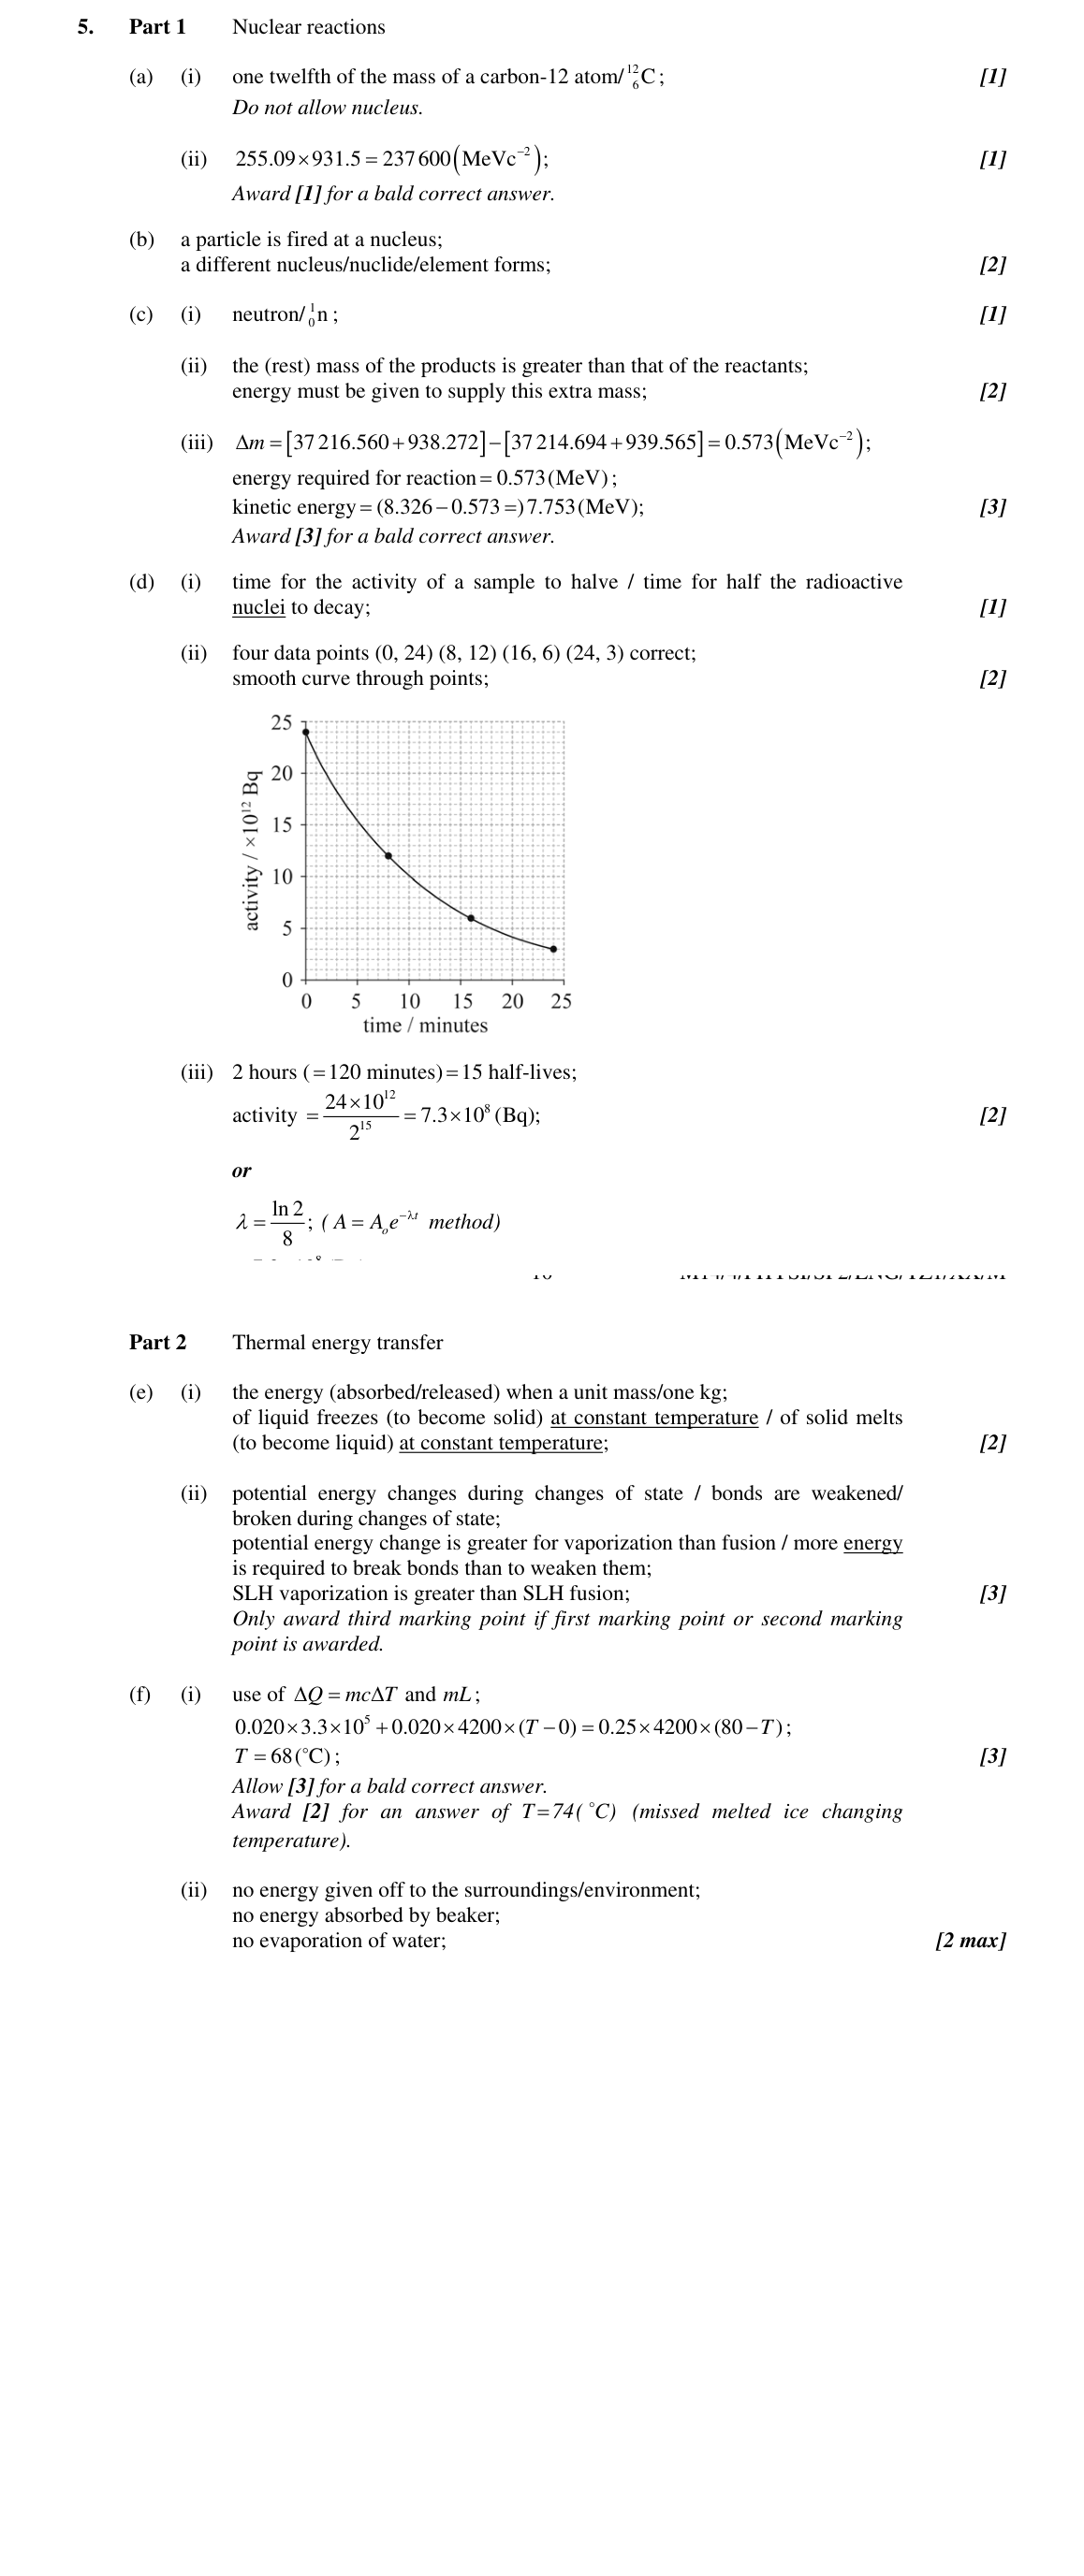 5. Part 1 Nuclear reactions
(a) (i) one twelfth of the mass of a carbon-12 atom/ ¹²₆C; [1]
Do not allow nucleus.
(ii) 255.09×931.5=237600(MeVc⁻²); [1]
Award [1] for a bald correct answer.
(b) a particle is fired at a nucleus;
a different nucleus/nuclide/element forms; [2]
(c) (i) neutron/ ¹₀n; [1]
(ii) the (rest) mass of the products is greater than that of the reactants;
energy must be given to supply this extra mass; [2]
(iii) Δm=[37216.560+938.272]−[37214.694+939.565]=0.573(MeVc⁻²);
energy required for reaction=0.573(MeV);
kinetic energy=(8.326−0.573=)7.753(MeV); [3]
Award [3] for a bald correct answer.
(d) (i) time for the activity of a sample to halve / time for half the radioactive
nuclei to decay; [1]
(ii) four data points (0, 24) (8, 12) (16, 6) (24, 3) correct;
smooth curve through points; [2]
25
20
15
10
5
0
activity / ×10¹² Bq
0 5 10 15 20 25
time / minutes
(iii) 2 hours (=120 minutes)=15 half-lives;
activity = 24×10¹² / 2¹⁵ = 7.3×10⁸ (Bq); [2]
or
λ = ln 2 / 8; (A = Aₒe^−λt method)
Part 2 Thermal energy transfer
(e) (i) the energy (absorbed/released) when a unit mass/one kg;
of liquid freezes (to become solid) at constant temperature / of solid melts
(to become liquid) at constant temperature; [2]
(ii) potential energy changes during changes of state / bonds are weakened/
broken during changes of state;
potential energy change is greater for vaporization than fusion / more energy
is required to break bonds than to weaken them;
SLH vaporization is greater than SLH fusion; [3]
Only award third marking point if first marking point or second marking
point is awarded.
(f) (i) use of ΔQ=mcΔT and mL;
0.020×3.3×10⁵+0.020×4200×(T−0)=0.25×4200×(80−T);
T=68(°C); [3]
Allow [3] for a bald correct answer.
Award [2] for an answer of T=74(°C) (missed melted ice changing
temperature).
(ii) no energy given off to the surroundings/environment;
no energy absorbed by beaker;
no evaporation of water; [2 max]